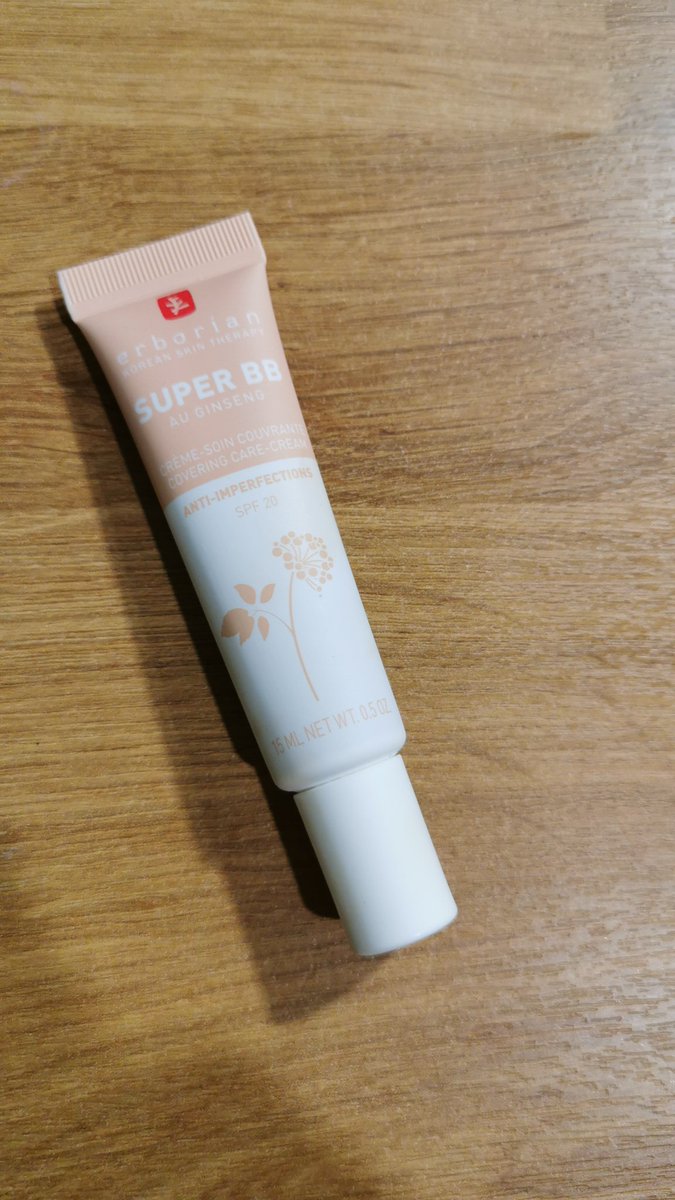 erborian
KOREAN SKIN THERAPY
SUPER BB
AU GINSENG
CRÈME-SOIN COUVRANTE
COVERING CARE-CREAM
ANTI-IMPERFECTIONS
SPF 20
15 ML NET WT. 0.5 OZ